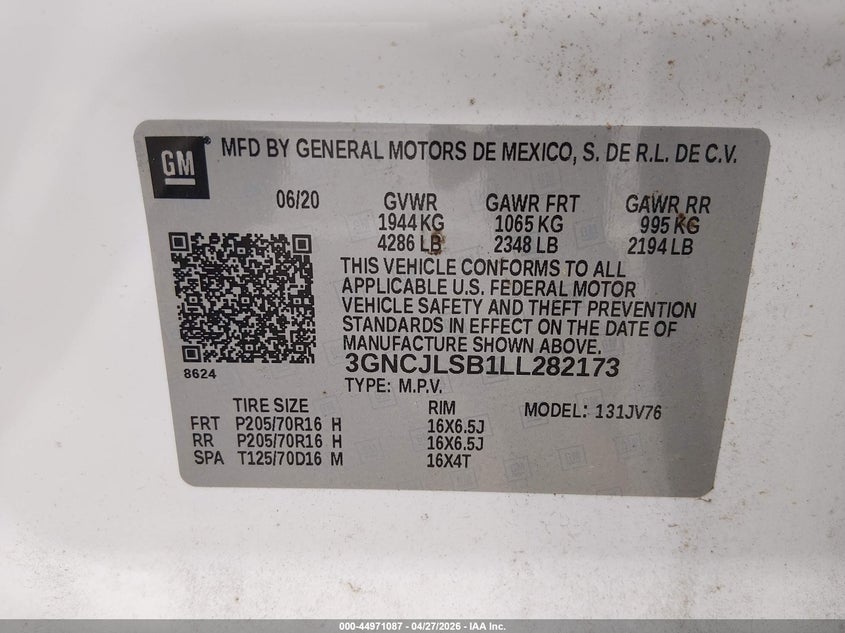 GM
MFD BY GENERAL MOTORS DE MEXICO, S. DE R.L. DE C.V.
06/20 GVWR GAWR FRT GAWR RR
1944 KG 1065 KG 995 KG
4286 LB 2348 LB 2194 LB
THIS VEHICLE CONFORMS TO ALL
APPLICABLE U.S. FEDERAL MOTOR
VEHICLE SAFETY AND THEFT PREVENTION
STANDARDS IN EFFECT ON THE DATE OF
MANUFACTURE SHOWN ABOVE.
8624
3GNCJLSB1LL282173
TYPE: M.P.V.
TIRE SIZE RIM MODEL: 131JV76
FRT P205/70R16 H 16X6.5J
RR P205/70R16 H 16X6.5J
SPA T125/70D16 M 16X4T
000-44971087 - 04/27/2026 - IAA Inc.